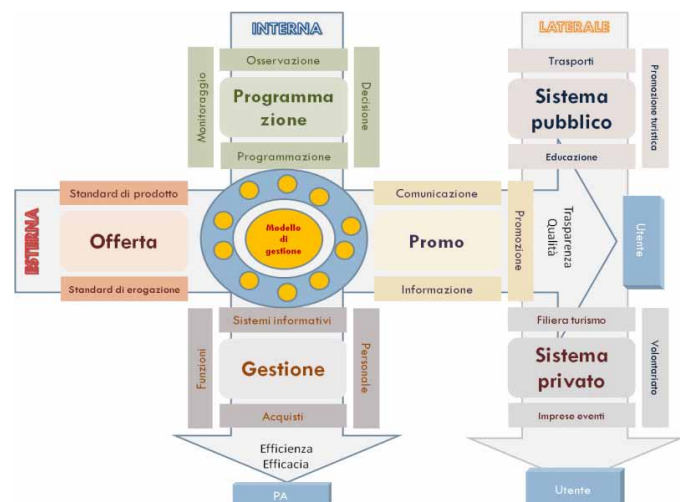 INTERNA
LATERALE
Osservazione
Monitoraggio
Programma
zione
Decisione
Programmazione
Trasporti
Sistema
pubblico
Promozione turistica
Educazione
ESTERNA
Standard di prodotto
Offerta
Standard di erogazione
Modello
di
gestione
Comunicazione
Promo
Promozione
Informazione
Trasparenza
Qualità
Utente
Sistemi informativi
Funzioni
Gestione
Personale
Acquisti
Filiera turismo
Sistema
privato
Volontariato
Imprese eventi
Efficienza
Efficacia
PA
Utente